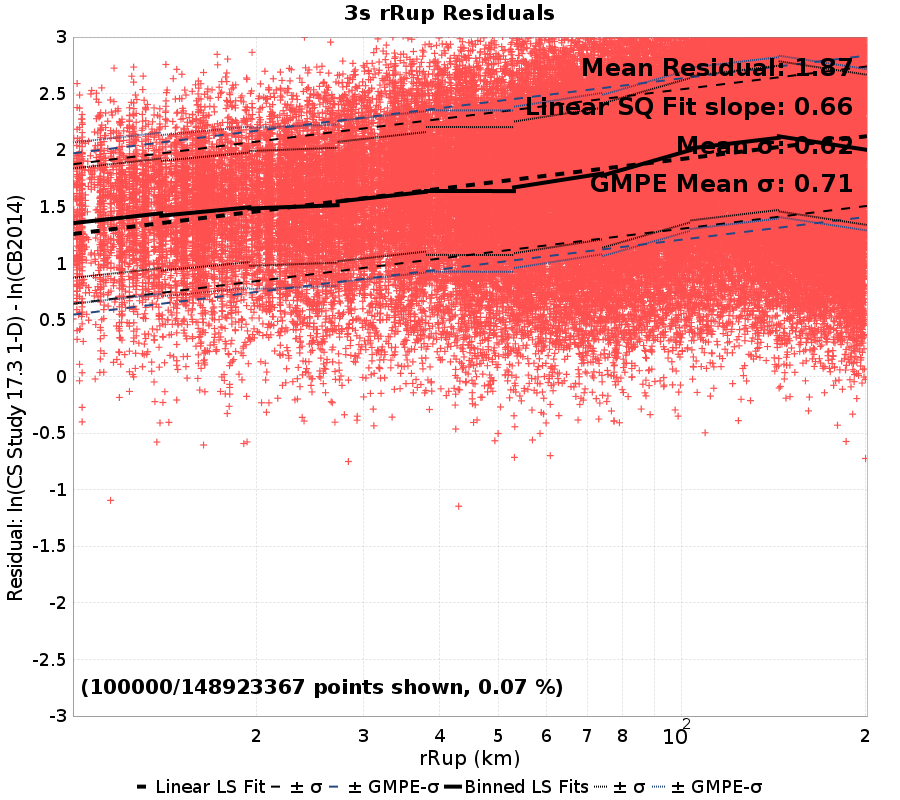 3s rRup Residuals
3
2.5
2
1.5
1
0.5
0
-0.5
-1
-1.5
-2
-2.5
-3
Residual: ln(CS Study 17.3 1-D) - ln(CB2014)
Mean Residual: 1.87
Linear SQ Fit slope: 0.66
Mean σ: 0.62
GMPE Mean σ: 0.71
(100000/148923367 points shown, 0.07 %)
2 3 4 5 6 7 8 10² 2
rRup (km)
Linear LS Fit ± σ ± GMPE-σ Binned LS Fits ± σ ± GMPE-σ